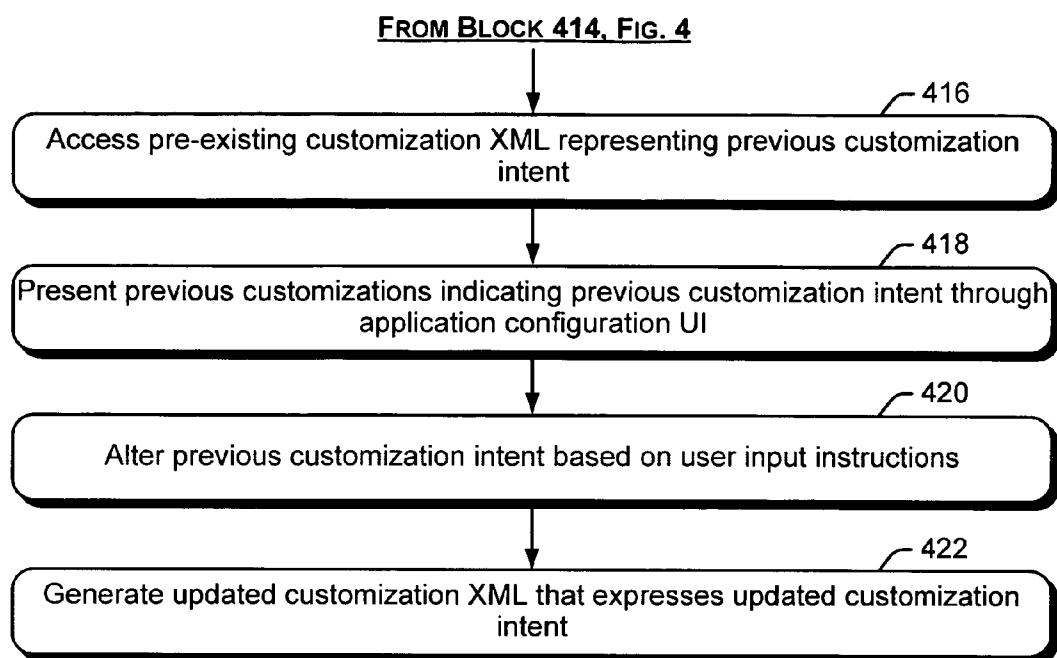 FROM BLOCK 414, FIG. 4
416
Access pre-existing customization XML representing previous customization
intent
418
Present previous customizations indicating previous customization intent through
application configuration UI
420
Alter previous customization intent based on user input instructions
422
Generate updated customization XML that expresses updated customization
intent